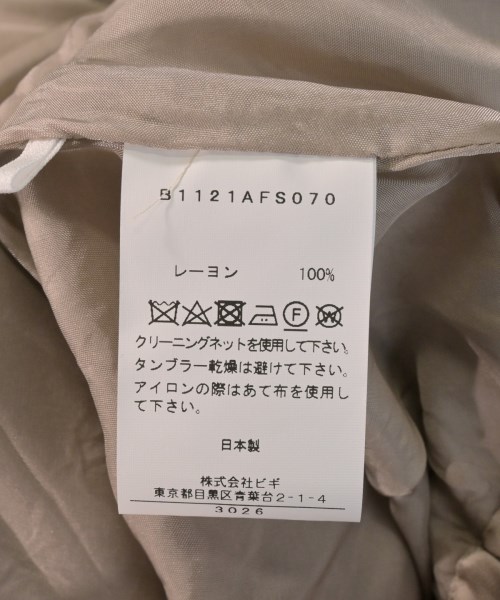 B1121AFS070
レーヨン 100%
F W
クリーニングネットを使用して下さい。
タンブラー乾燥は避けて下さい。
アイロンの際はあて布を使用し
て下さい。
日本製
株式会社ビギ
東京都目黒区青葉台2-1-4
3026